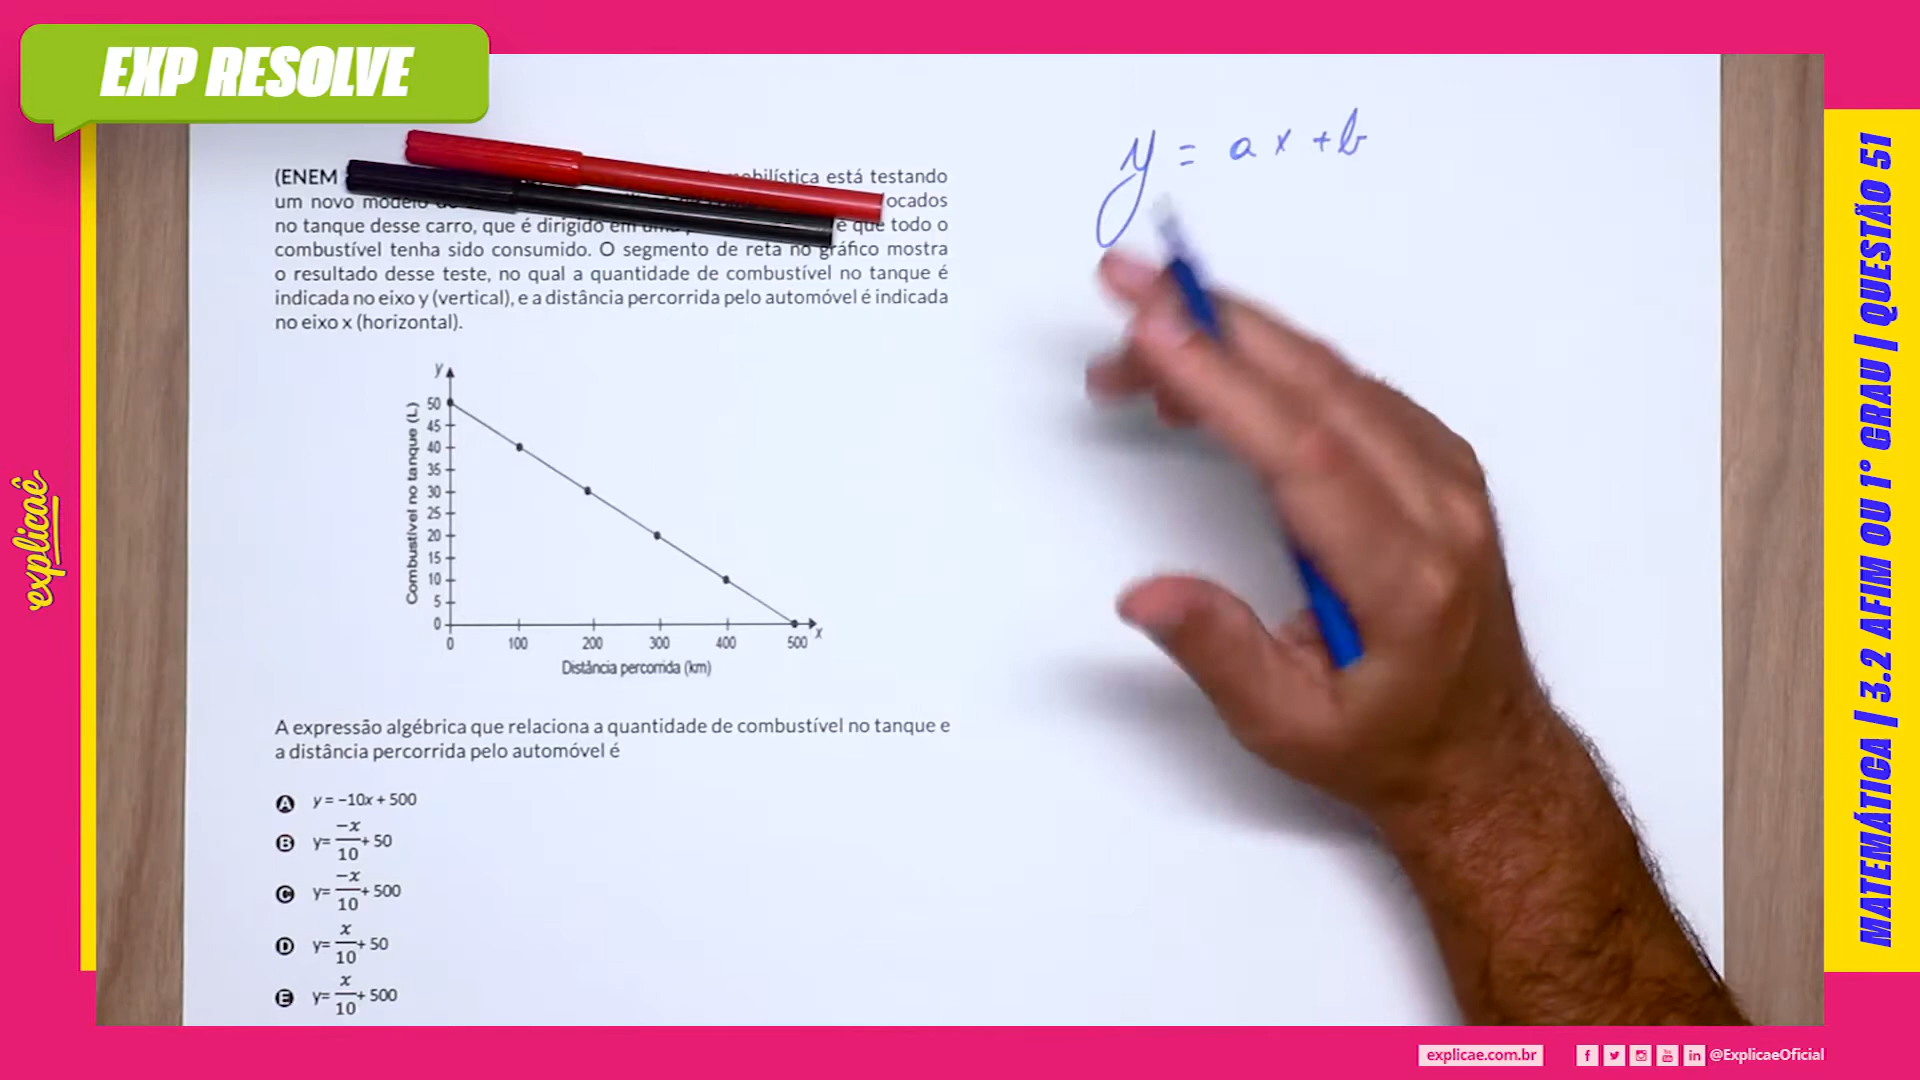 EXP RESOLVE
y = ax + b
(ENEM mobilística está testando
um novo modelo ocados
no tanque desse carro, que é dirigido em é que todo o
combustível tenha sido consumido. O segmento de reta no gráfico mostra
o resultado desse teste, no qual a quantidade de combustível no tanque é
indicada no eixo y (vertical), e a distância percorrida pelo automóvel é indicada
no eixo x (horizontal).
y
Combustível no tanque (L)
50
45
40
35
30
25
20
15
10
5
0
0 100 200 300 400 500 x
Distância percorrida (km)
A expressão algébrica que relaciona a quantidade de combustível no tanque e
a distância percorrida pelo automóvel é
A y = −10x + 500
B y= −x/10 + 50
C y= −x/10 + 500
D y= x/10 + 50
E y= x/10 + 500
explicaê
MATEMÁTICA | 3.2 AFIM OU 1° GRAU | QUESTÃO 51
explicae.com.br
@ExplicaeOficial